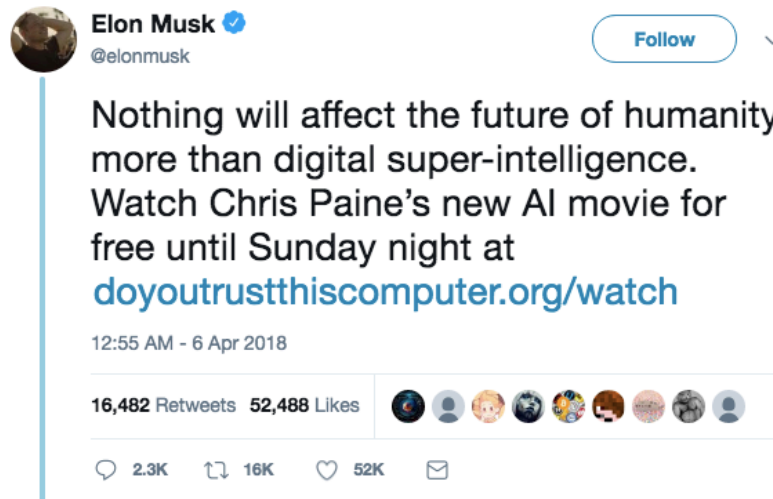 Elon Musk
@elonmusk
Follow
Nothing will affect the future of humanity
more than digital super-intelligence.
Watch Chris Paine’s new AI movie for
free until Sunday night at
doyoutrustthiscomputer.org/watch
12:55 AM - 6 Apr 2018
16,482 Retweets 52,488 Likes
2.3K 16K 52K